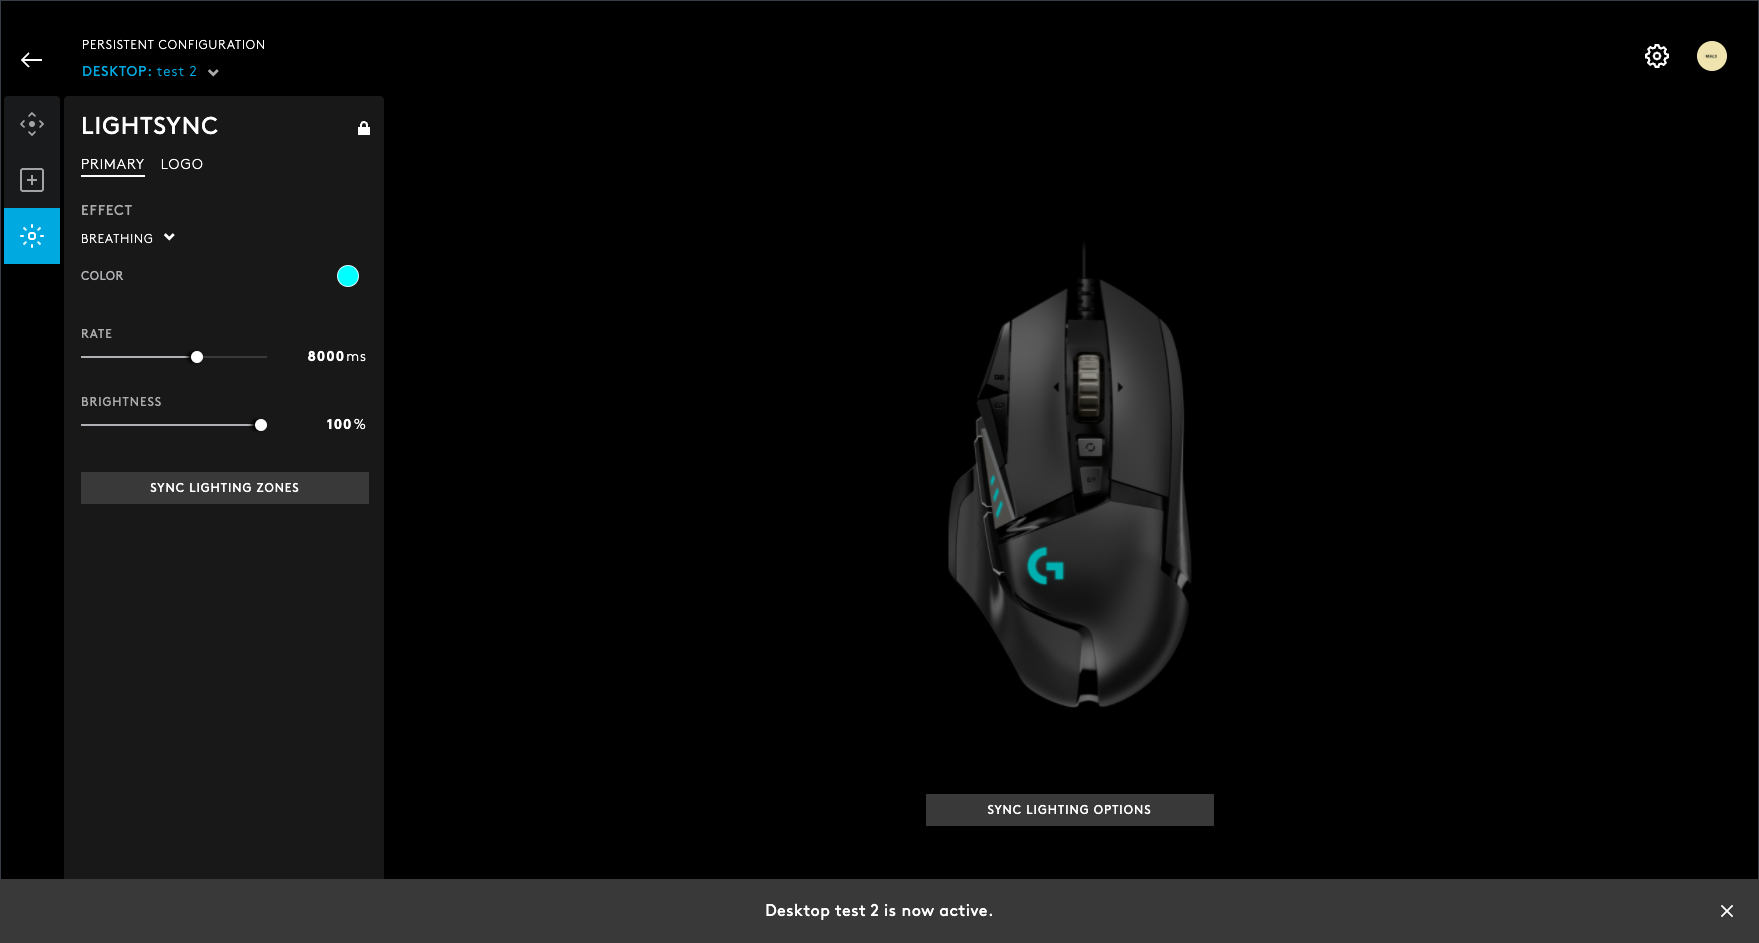 PERSISTENT CONFIGURATION
DESKTOP: test 2
LIGHTSYNC
PRIMARY LOGO
EFFECT
BREATHING
COLOR
RATE
8000ms
BRIGHTNESS
100%
SYNC LIGHTING ZONES
SYNC LIGHTING OPTIONS
Desktop test 2 is now active.